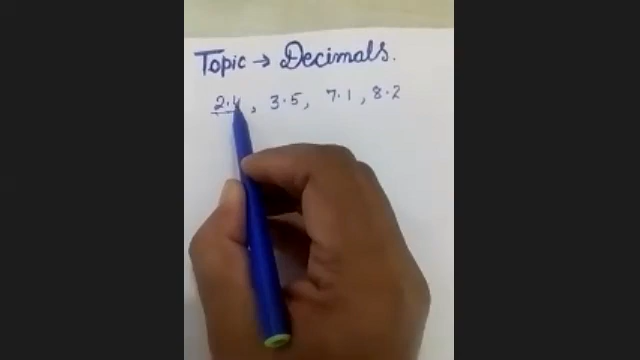 Topic → Decimals.
2.4, 3.5, 7.1, 8.2